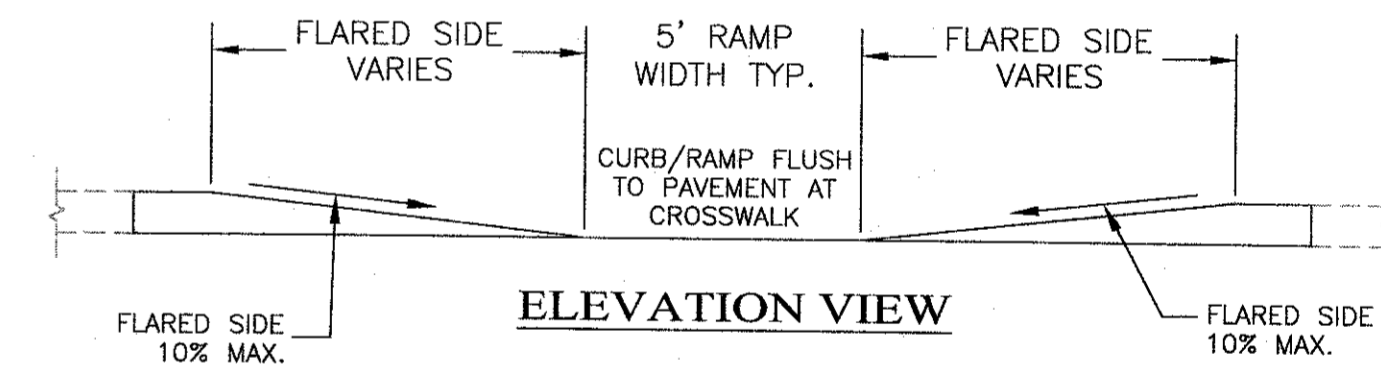 FLARED SIDE
VARIES
5' RAMP
WIDTH TYP.
FLARED SIDE
VARIES
CURB/RAMP FLUSH
TO PAVEMENT AT
CROSSWALK
FLARED SIDE
10% MAX.
ELEVATION VIEW
FLARED SIDE
10% MAX.